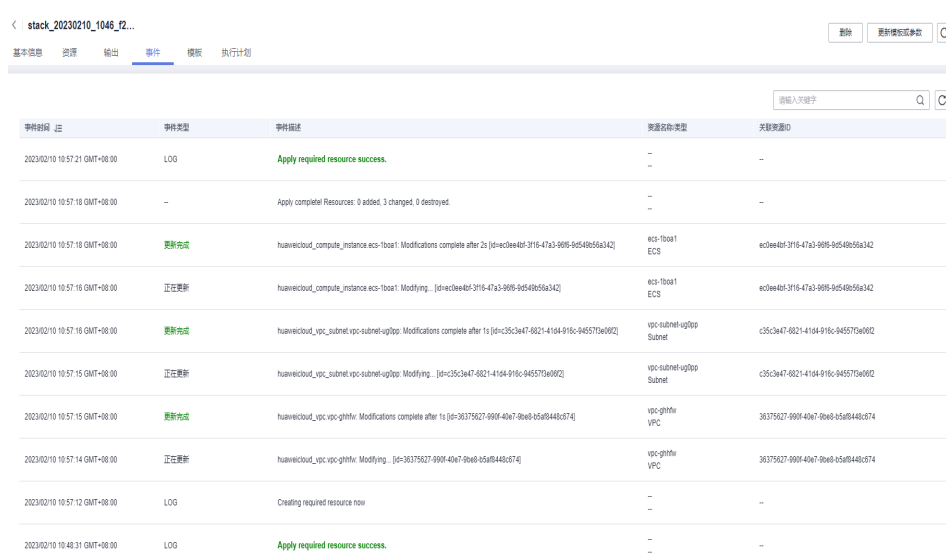 stack_20230210_1046_f2...
删除 更新模板或参数
基本信息 资源 输出 事件 模板 执行计划
请输入关键字
事件时间 事件类型 事件描述 资源名称/类型 关联资源ID
2023/02/10 10:57:21 GMT+08:00 LOG Apply required resource success. -- --
--
2023/02/10 10:57:18 GMT+08:00 -- Apply complete! Resources: 0 added, 3 changed, 0 destroyed. -- --
--
2023/02/10 10:57:18 GMT+08:00 更新完成 huaweicloud_compute_instance.ecs-1boa1: Modifications complete after 2s [id=ec0ee4bf-3f16-47a3-96f6-9d549b56a342] ecs-1boa1 ec0ee4bf-3f16-47a3-96f6-9d549b56a342
ECS
2023/02/10 10:57:16 GMT+08:00 正在更新 huaweicloud_compute_instance.ecs-1boa1: Modifying... [id=ec0ee4bf-3f16-47a3-96f6-9d549b56a342] ecs-1boa1 ec0ee4bf-3f16-47a3-96f6-9d549b56a342
ECS
2023/02/10 10:57:16 GMT+08:00 更新完成 huaweicloud_vpc_subnet.vpc-subnet-ug0pp: Modifications complete after 1s [id=c35c3e47-6821-41d4-916c-94557f3e06f2] vpc-subnet-ug0pp c35c3e47-6821-41d4-916c-94557f3e06f2
Subnet
2023/02/10 10:57:15 GMT+08:00 正在更新 huaweicloud_vpc_subnet.vpc-subnet-ug0pp: Modifying... [id=c35c3e47-6821-41d4-916c-94557f3e06f2] vpc-subnet-ug0pp c35c3e47-6821-41d4-916c-94557f3e06f2
Subnet
2023/02/10 10:57:15 GMT+08:00 更新完成 huaweicloud_vpc.vpc-ghhfw: Modifications complete after 1s [id=36375627-990f-40e7-9be8-b5af8448c674] vpc-ghhfw 36375627-990f-40e7-9be8-b5af8448c674
VPC
2023/02/10 10:57:14 GMT+08:00 正在更新 huaweicloud_vpc.vpc-ghhfw: Modifying... [id=36375627-990f-40e7-9be8-b5af8448c674] vpc-ghhfw 36375627-990f-40e7-9be8-b5af8448c674
VPC
2023/02/10 10:57:12 GMT+08:00 LOG Creating required resource now -- --
--
2023/02/10 10:48:31 GMT+08:00 LOG Apply required resource success. -- --
--